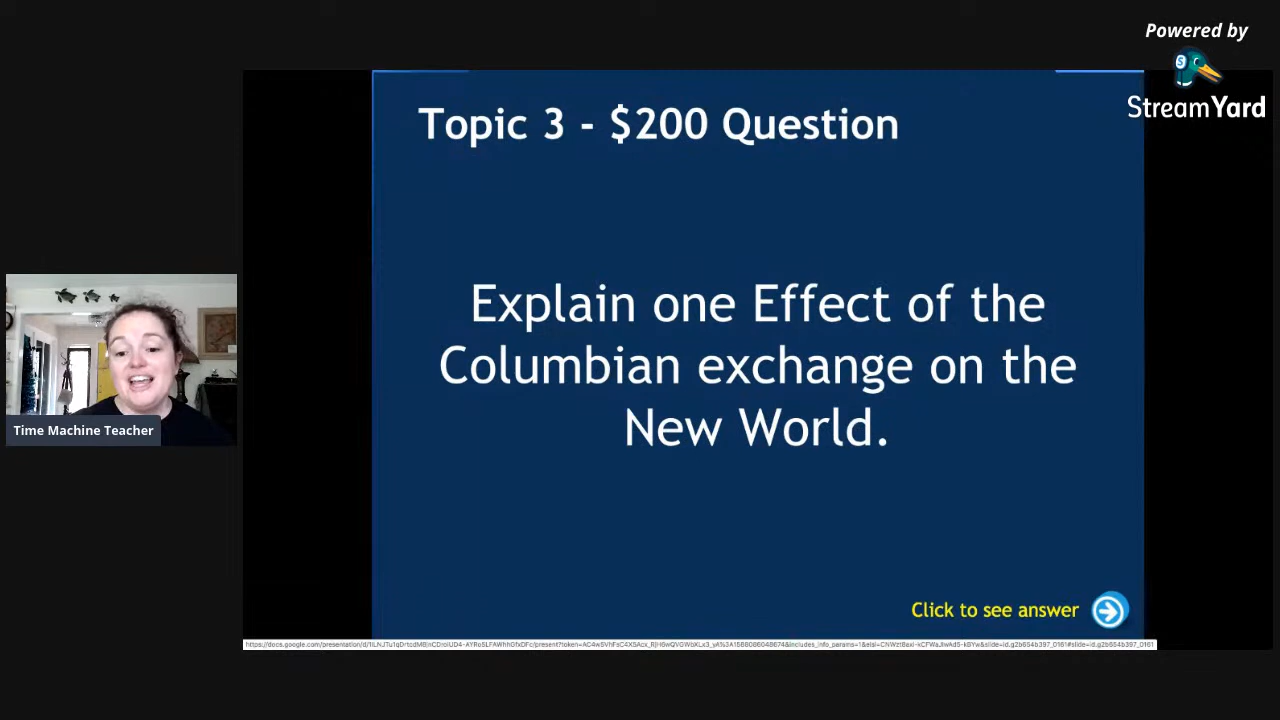 Powered by
StreamYard
Topic 3 - $200 Question
Explain one Effect of the
Columbian exchange on the
New World.
Time Machine Teacher
Click to see answer